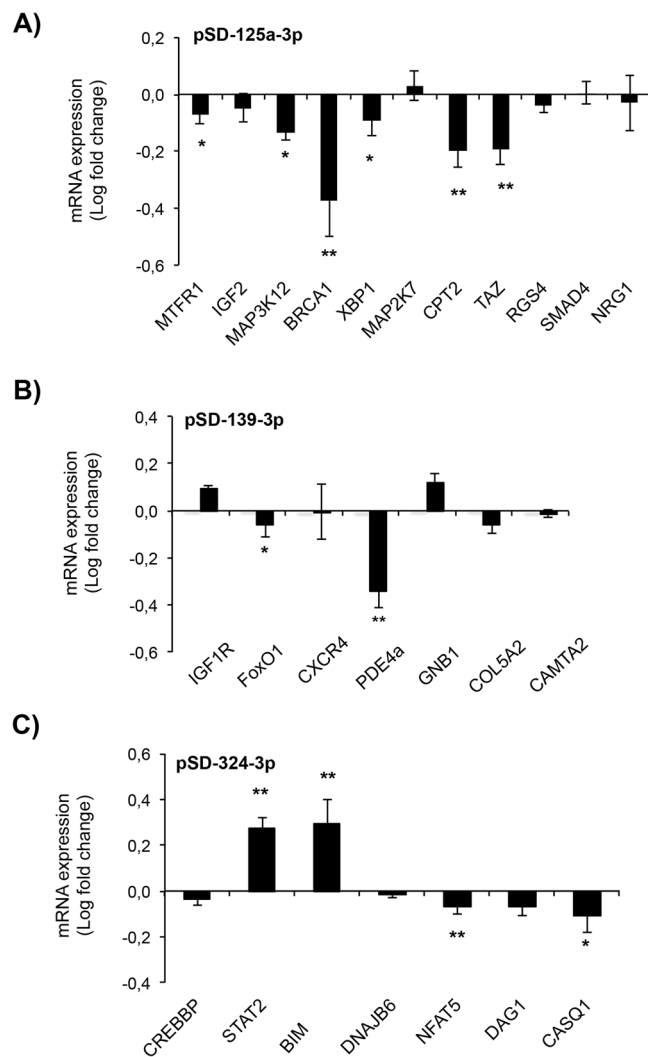 A)
pSD-125a-3p
mRNA expression
(Log fold change)
0,2
0,0
-0,2
-0,4
-0,6
*
*
**
*
**
**
MTFR1
IGF2
MAP3K12
BRCA1
XBP1
MAP2K7
CPT2
TAZ
RGS4
SMAD4
NRG1
B)
pSD-139-3p
mRNA expression
(Log fold change)
0,4
0,2
0,0
-0,2
-0,4
0,6
*
**
IGF1R
FoxO1
CXCR4
PDE4a
GNB1
COL5A2
CAMTA2
C)
pSD-324-3p
mRNA expression
(Log fold change)
0,6
0,4
0,2
0,0
-0,2
-0,4
**
**
**
*
CREBBP
STAT2
BIM
DNAJB6
NFAT5
DAG1
CASQ1